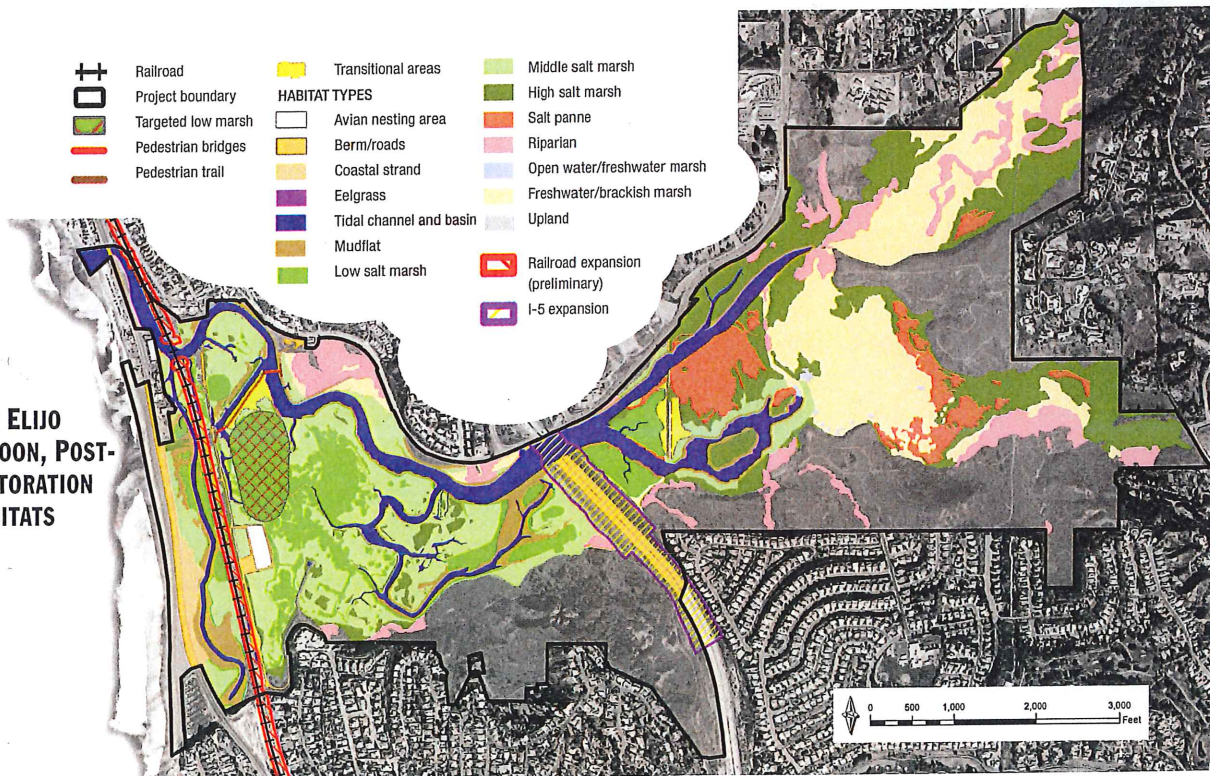 Railroad
Project boundary
Targeted low marsh
Pedestrian bridges
Pedestrian trail
Transitional areas
HABITAT TYPES
Avian nesting area
Berm/roads
Coastal strand
Eelgrass
Tidal channel and basin
Mudflat
Low salt marsh
Middle salt marsh
High salt marsh
Salt panne
Riparian
Open water/freshwater marsh
Freshwater/brackish marsh
Upland
Railroad expansion
(preliminary)
I-5 expansion
ELIJO
OON, POST-
TORATION
ITATS
0 500 1,000 2,000 3,000
Feet